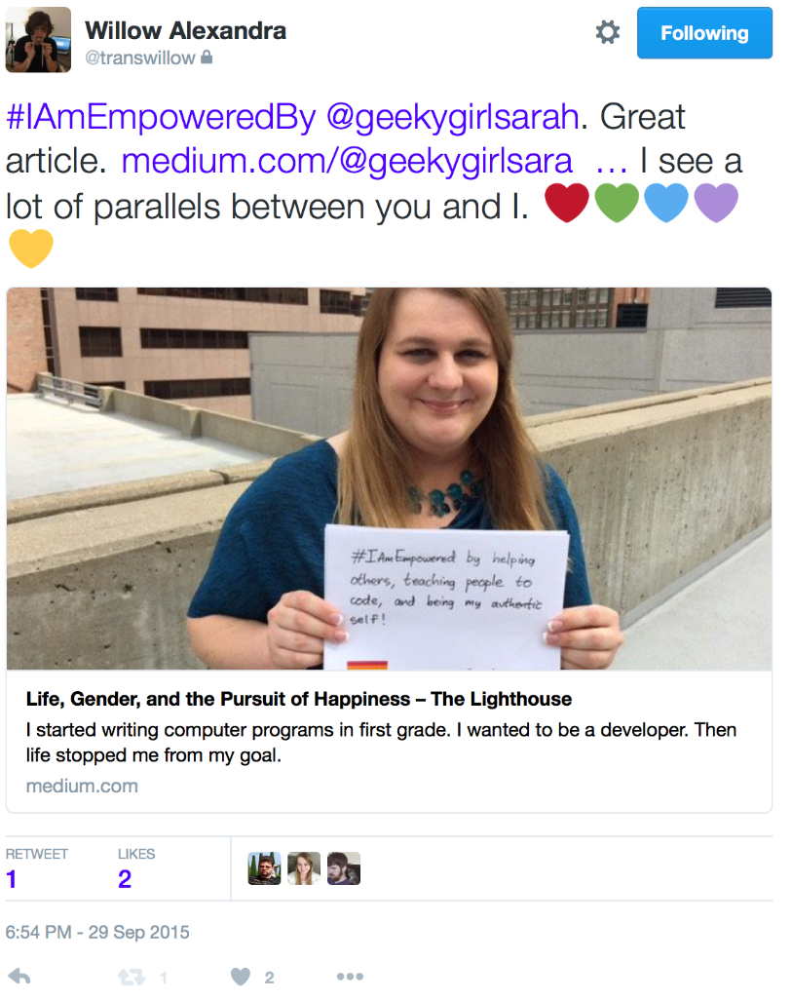 Willow Alexandra
@transwillow
Following
#IAmEmpoweredBy @geekygirlsarah. Great
article. medium.com/@geekygirlsara … I see a
lot of parallels between you and I.
#IAmEmpowered by helping
others, teaching people to
code, and being my authentic
self!
Life, Gender, and the Pursuit of Happiness – The Lighthouse
I started writing computer programs in first grade. I wanted to be a developer. Then
life stopped me from my goal.
medium.com
RETWEET LIKES
1 2
6:54 PM - 29 Sep 2015
1 2